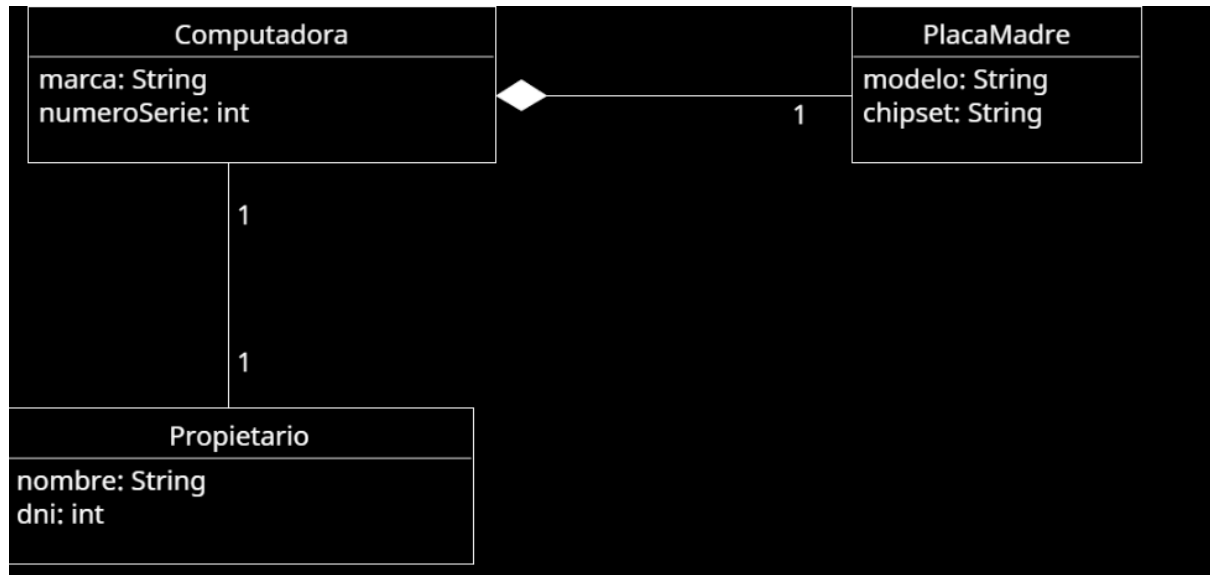 Computadora
marca: String
numeroSerie: int
PlacaMadre
modelo: String
chipset: String
1
1
1
Propietario
nombre: String
dni: int